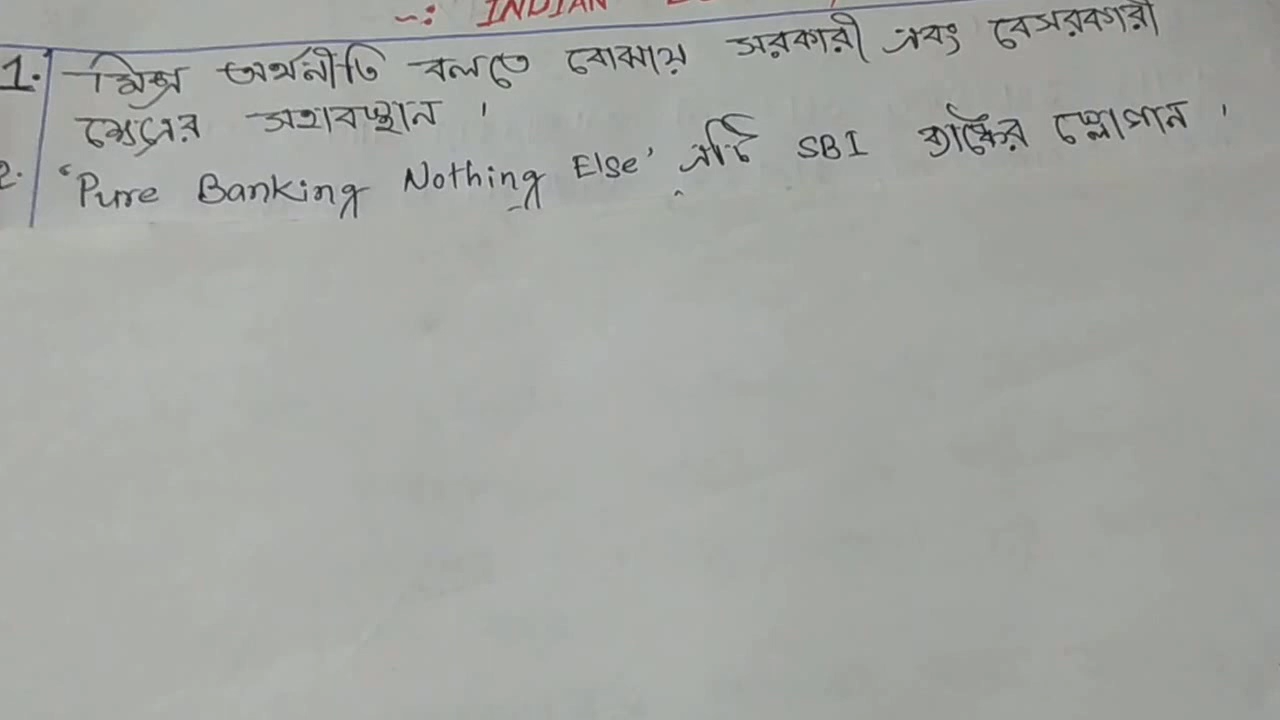 -: INDIAN
1. মিশ্র অর্থনীতি বলতে বোঝায় সরকারী এবং বেসরকারী
ক্ষেত্রের সহাবস্থান ।
2. 'Pure Banking Nothing Else' এটি SBI ব্যাঙ্কের স্লোগান ।